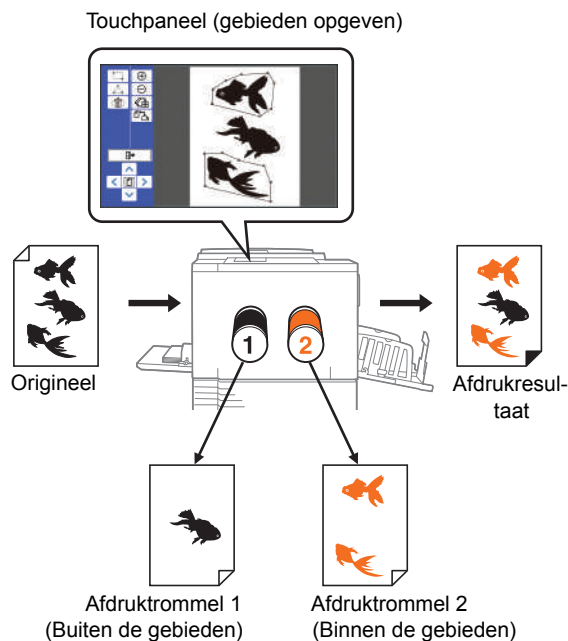 Touchpaneel (gebieden opgeven)
1
2
Origineel
Afdrukresul-
taat
Afdruktrommel 1
(Buiten de gebieden)
Afdruktrommel 2
(Binnen de gebieden)